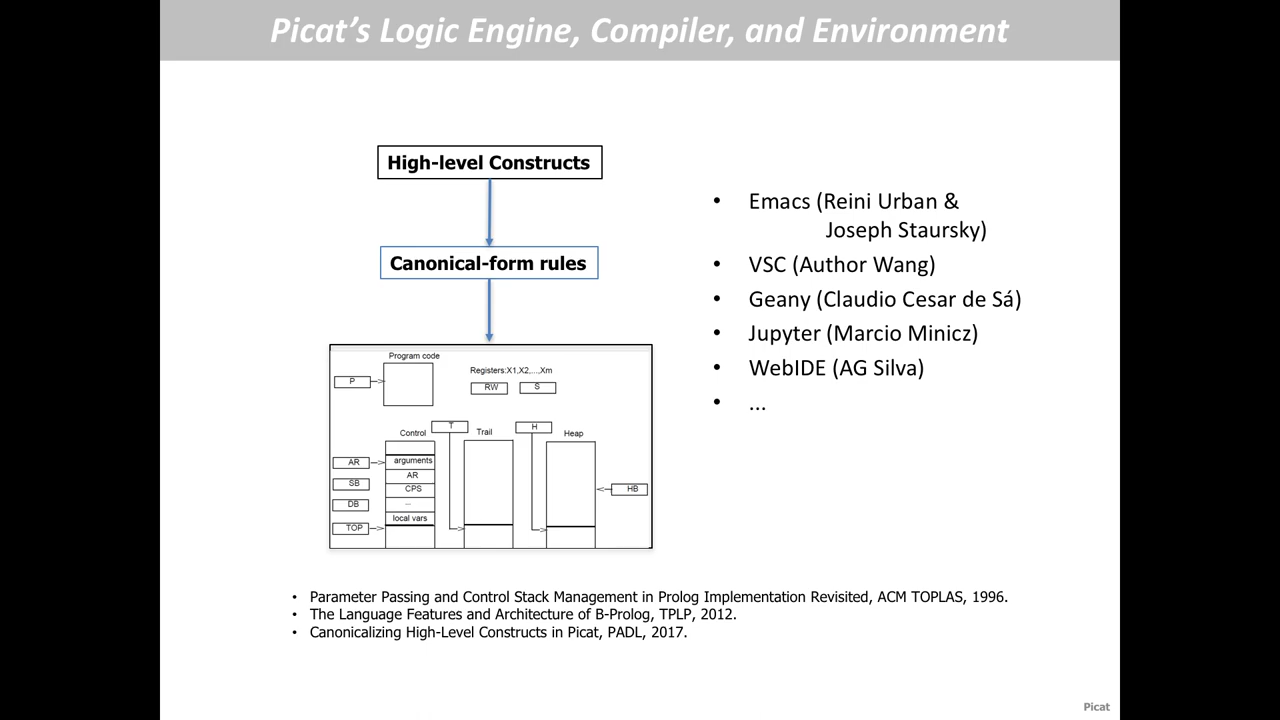 Picat's Logic Engine, Compiler, and Environment
High-level Constructs
Canonical-form rules
Program code
P
Registers:X1,X2,...,Xm
RW
S
T
H
Control
Trail
Heap
AR
arguments
AR
SB
CPS
HB
DB
...
local vars
TOP
• Emacs (Reini Urban &
Joseph Staursky)
• VSC (Author Wang)
• Geany (Claudio Cesar de Sá)
• Jupyter (Marcio Minicz)
• WebIDE (AG Silva)
• ...
• Parameter Passing and Control Stack Management in Prolog Implementation Revisited, ACM TOPLAS, 1996.
• The Language Features and Architecture of B-Prolog, TPLP, 2012.
• Canonicalizing High-Level Constructs in Picat, PADL, 2017.
Picat